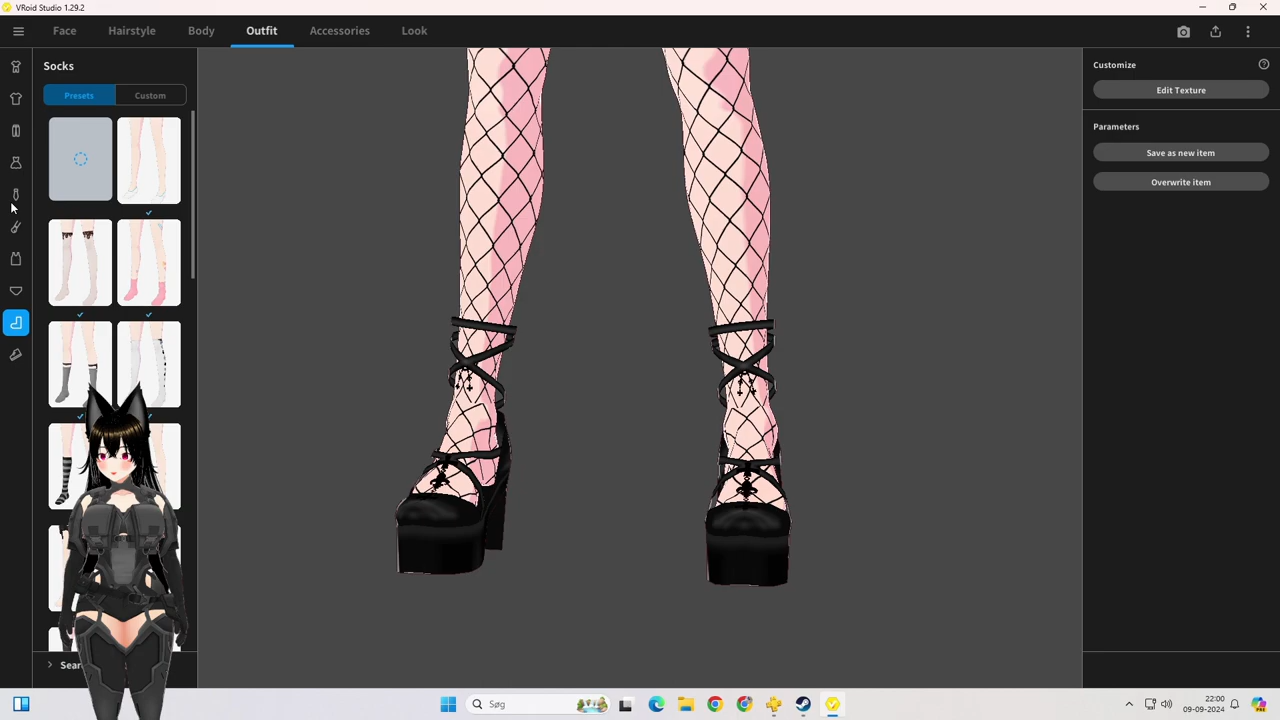 VRoid Studio 1.29.2
Face Hairstyle Body Outfit Accessories Look
Socks
Presets Custom
Customize
Edit Texture
Parameters
Save as new item
Overwrite item
Søg
22:00
09-09-2024